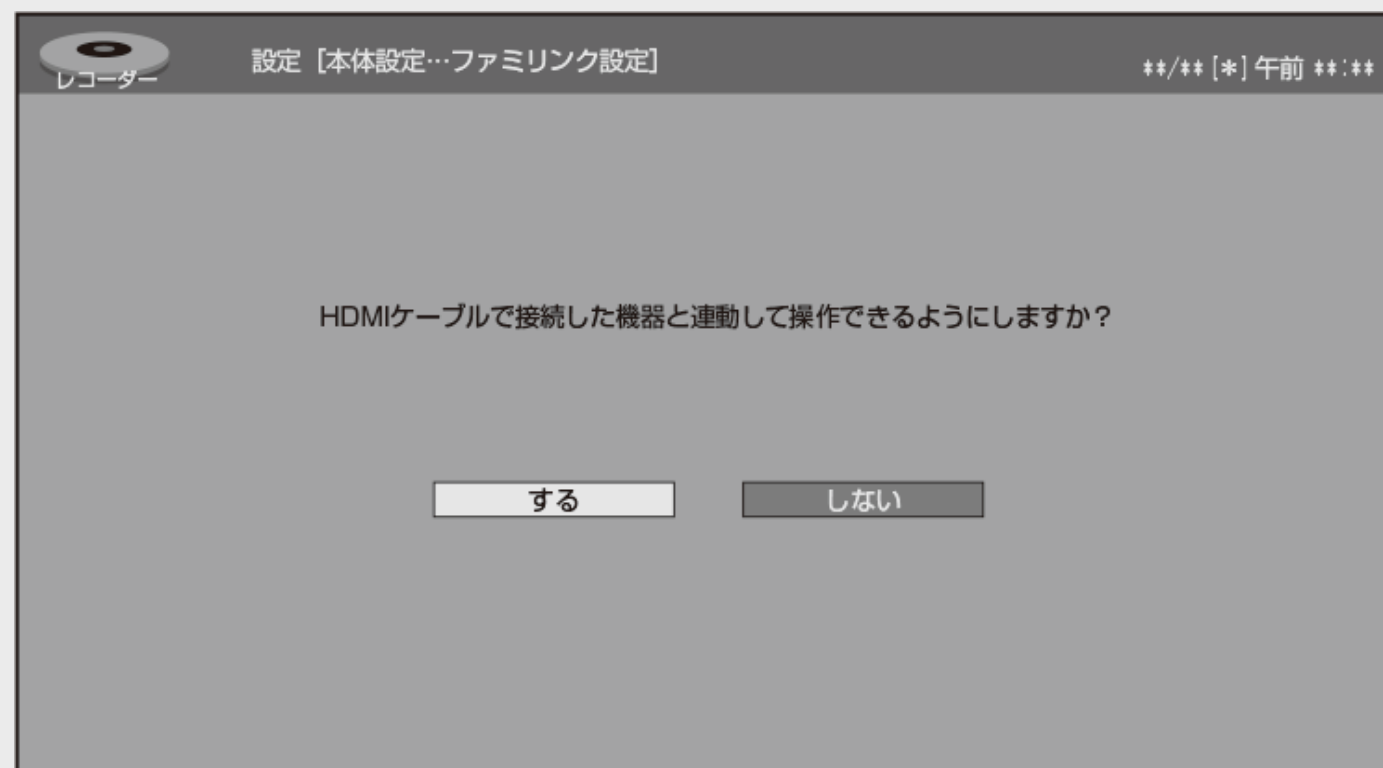 レコーダー
設定［本体設定…ファミリンク設定］
**/**[*]午前 **:**
HDMIケーブルで接続した機器と連動して操作できるようにしますか？
する
しない